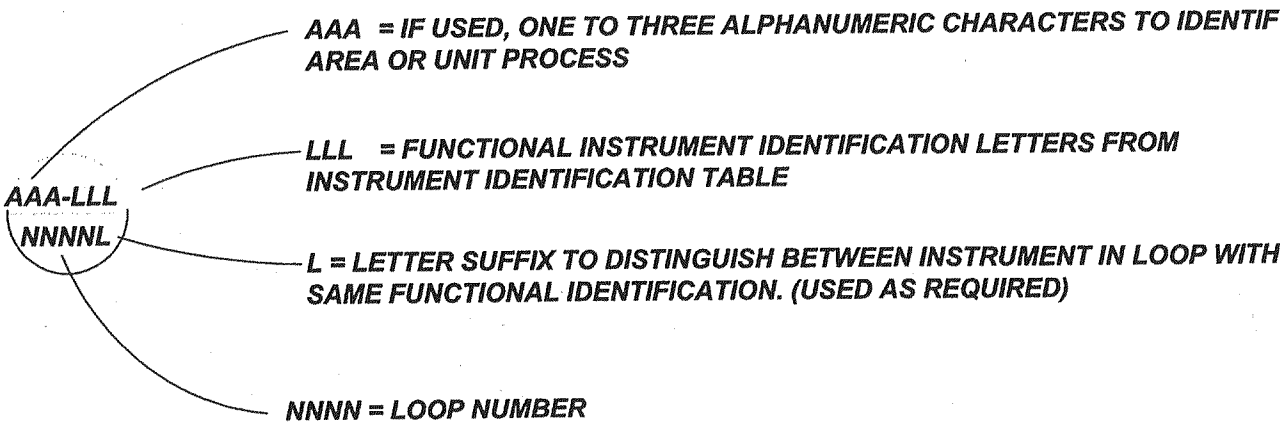 AAA = IF USED, ONE TO THREE ALPHANUMERIC CHARACTERS TO IDENTIF
AREA OR UNIT PROCESS
LLL = FUNCTIONAL INSTRUMENT IDENTIFICATION LETTERS FROM
INSTRUMENT IDENTIFICATION TABLE
AAA-LLL
NNNNL
L = LETTER SUFFIX TO DISTINGUISH BETWEEN INSTRUMENT IN LOOP WITH
SAME FUNCTIONAL IDENTIFICATION. (USED AS REQUIRED)
NNNN = LOOP NUMBER